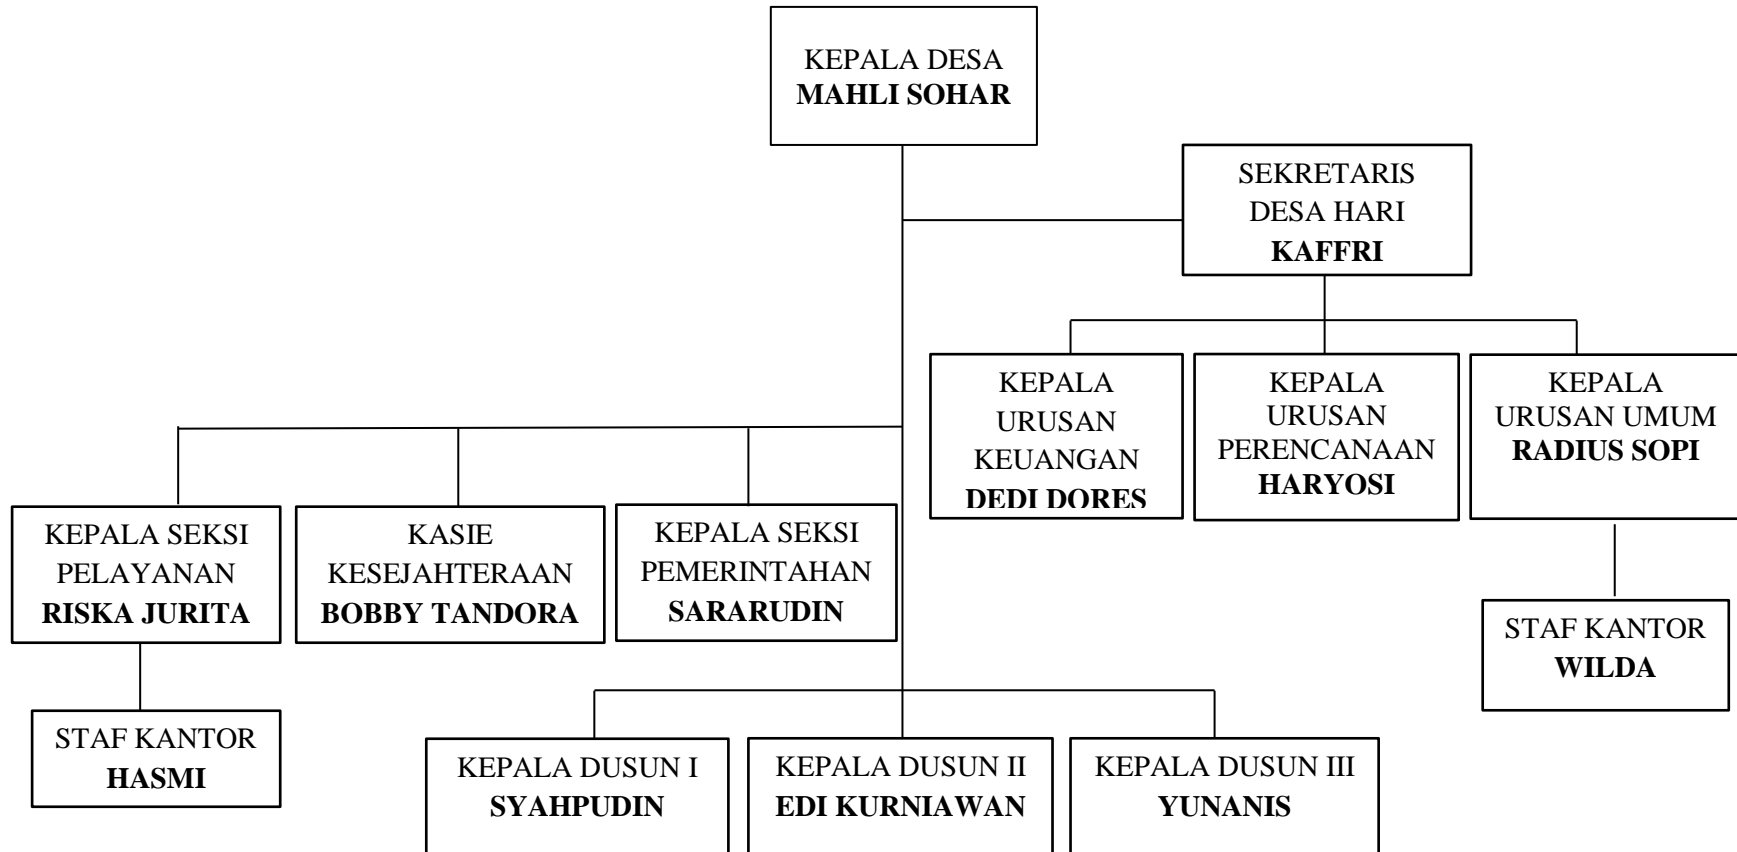 KEPALA DESA
MAHLI SOHAR
SEKRETARIS
DESA HARI
KAFFRI
KEPALA
URUSAN
KEUANGAN
DEDI DORES
KEPALA
URUSAN
PERENCANAAN
HARYOSI
KEPALA
URUSAN UMUM
RADIUS SOPI
KEPALA SEKSI
PELAYANAN
RISKA JURITA
KASIE
KESEJAHTERAAN
BOBBY TANDORA
KEPALA SEKSI
PEMERINTAHAN
SARARUDIN
STAF KANTOR
WILDA
STAF KANTOR
HASMI
KEPALA DUSUN I
SYAHPUDIN
KEPALA DUSUN II
EDI KURNIAWAN
KEPALA DUSUN III
YUNANIS